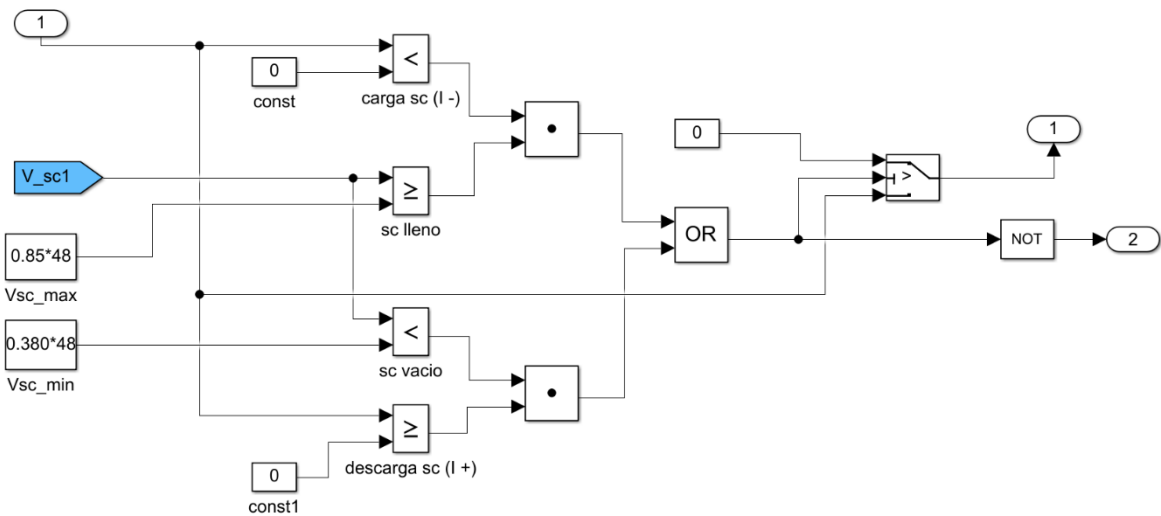 1
0
const
<
carga sc (I -)
•
V_sc1
≥
sc lleno
0.85*48
Vsc_max
0.380*48
Vsc_min
<
sc vacio
•
≥
descarga sc (I +)
0
const1
OR
0
>
1
NOT
2